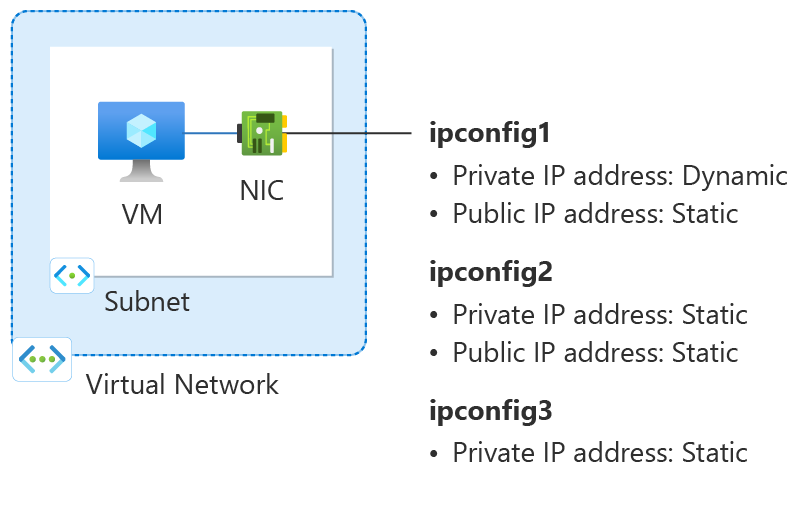 VM
NIC
Subnet
Virtual Network
ipconfig1
• Private IP address: Dynamic
• Public IP address: Static
ipconfig2
• Private IP address: Static
• Public IP address: Static
ipconfig3
• Private IP address: Static